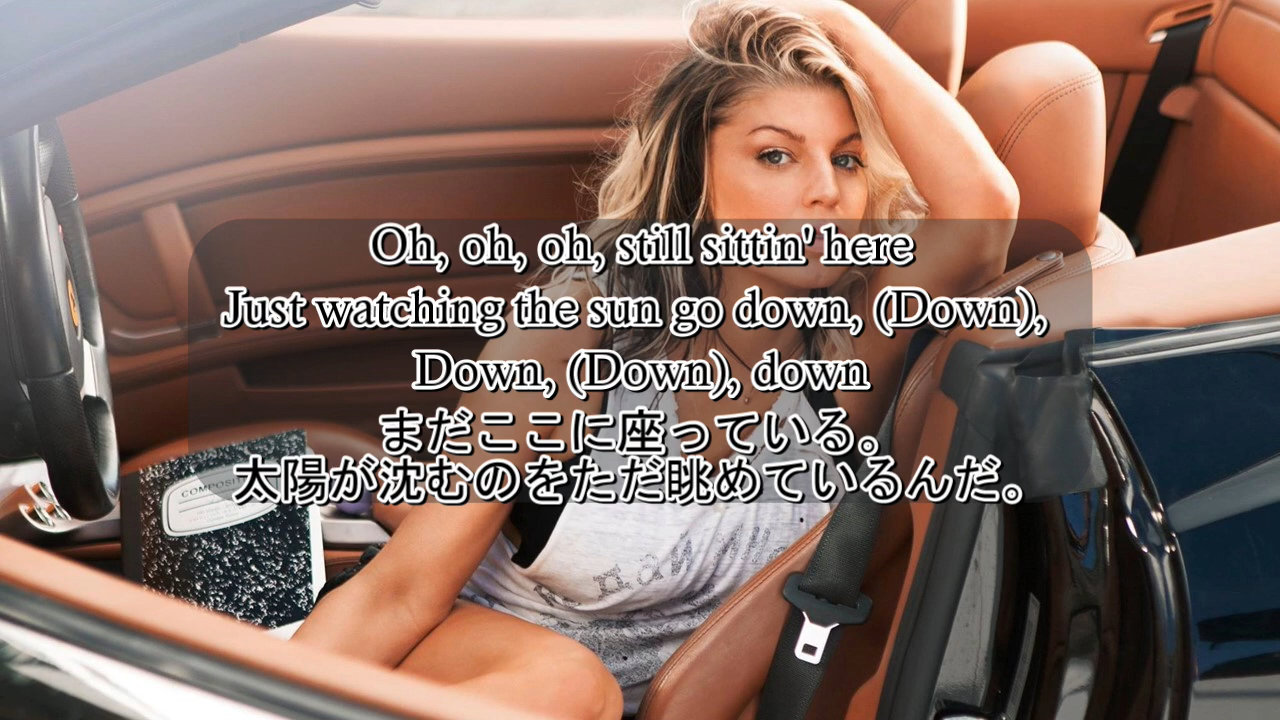 Oh, oh, oh, still sittin' here
Just watching the sun go down, (Down),
Down, (Down), down
まだここに座っている。
太陽が沈むのをただ眺めているんだ。